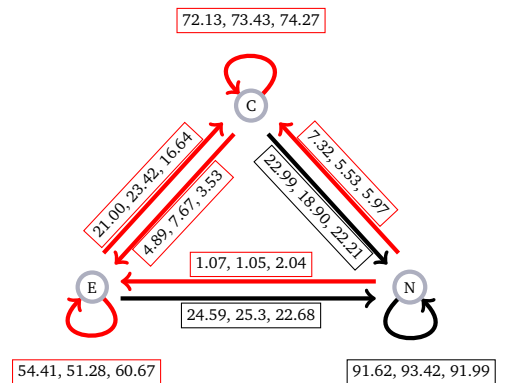 72.13, 73.43, 74.27
C
21.00, 23.42, 16.64
4.89, 7.67, 3.53
7.32, 5.53, 5.97
22.99, 18.90, 22.21
1.07, 1.05, 2.04
E
N
24.59, 25.3, 22.68
54.41, 51.28, 60.67
91.62, 93.42, 91.99